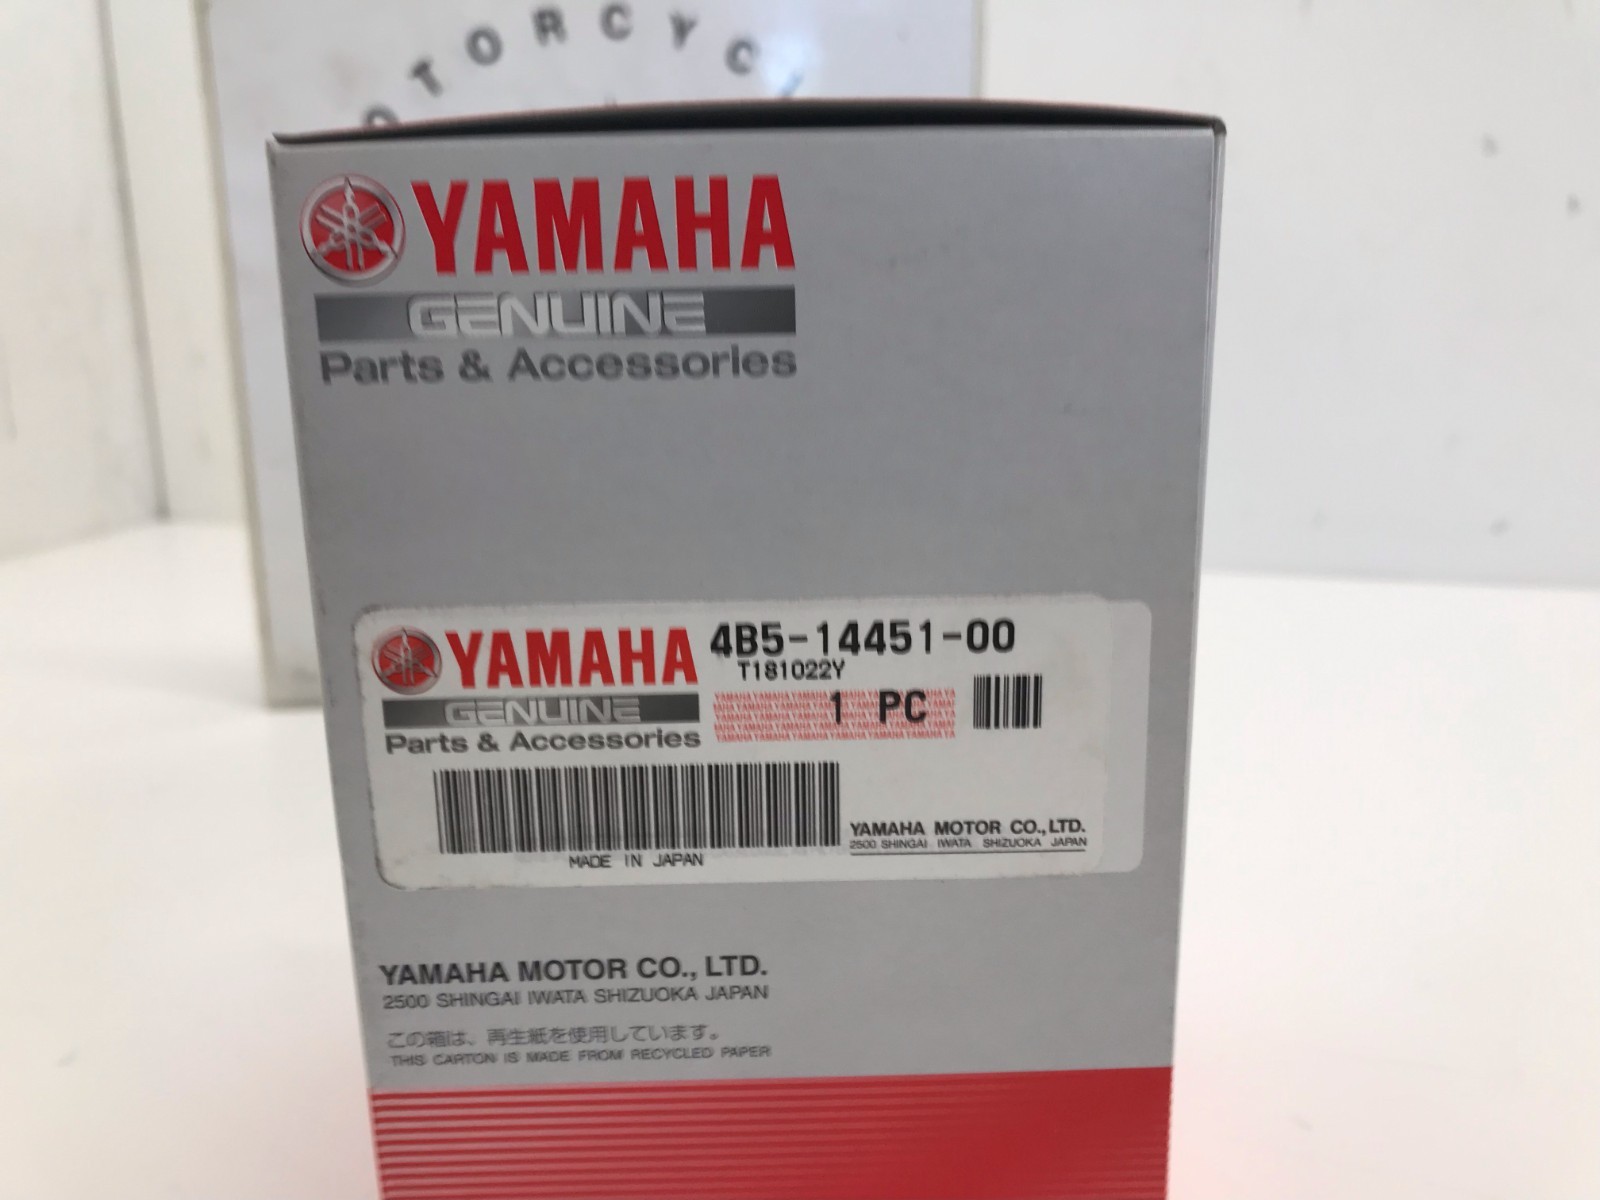 MOTORCYCL
YAMAHA
GENUINE
Parts & Accessories
YAMAHA
GENUINE
Parts & Accessories
4B5-14451-00
T181022Y
1 PC
MADE IN JAPAN
YAMAHA MOTOR CO., LTD.
2500 SHINGAI IWATA SHIZUOKA JAPAN
YAMAHA MOTOR CO., LTD.
2500 SHINGAI IWATA SHIZUOKA JAPAN
この箱は、再生紙を使用しています。
THIS CARTON IS MADE FROM RECYCLED PAPER